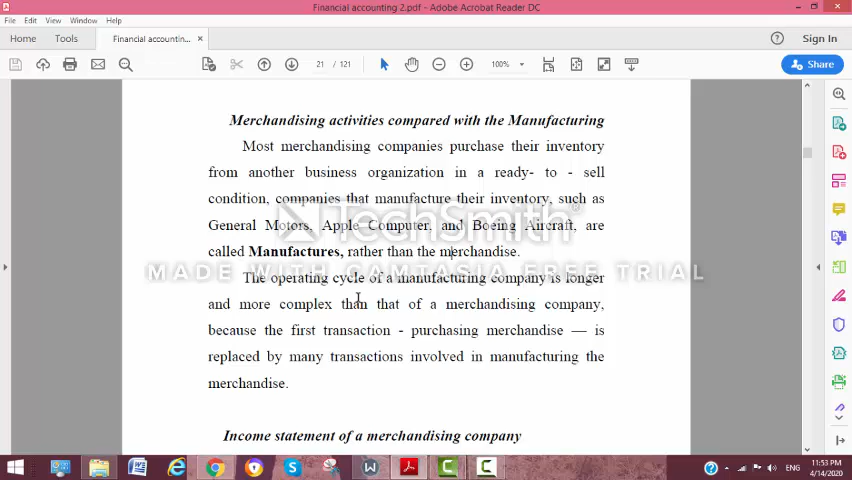 Financial accounting 2.pdf - Adobe Acrobat Reader DC
File Edit View Window Help
Home Tools Financial accountin... × Sign In
21 / 121 100% Share
Merchandising activities compared with the Manufacturing
Most merchandising companies purchase their inventory
from another business organization in a ready- to - sell
condition, companies that manufacture their inventory, such as
General Motors, Apple Computer, and Boeing Aircraft, are
called Manufactures, rather than the merchandise.
TechSmith
MADE WITH CAMTASIA FREE TRIAL
The operating cycle of a manufacturing company is longer
and more complex than that of a merchandising company,
because the first transaction - purchasing merchandise — is
replaced by many transactions involved in manufacturing the
merchandise.
Income statement of a merchandising company
ENG
11:53 PM
4/14/2020